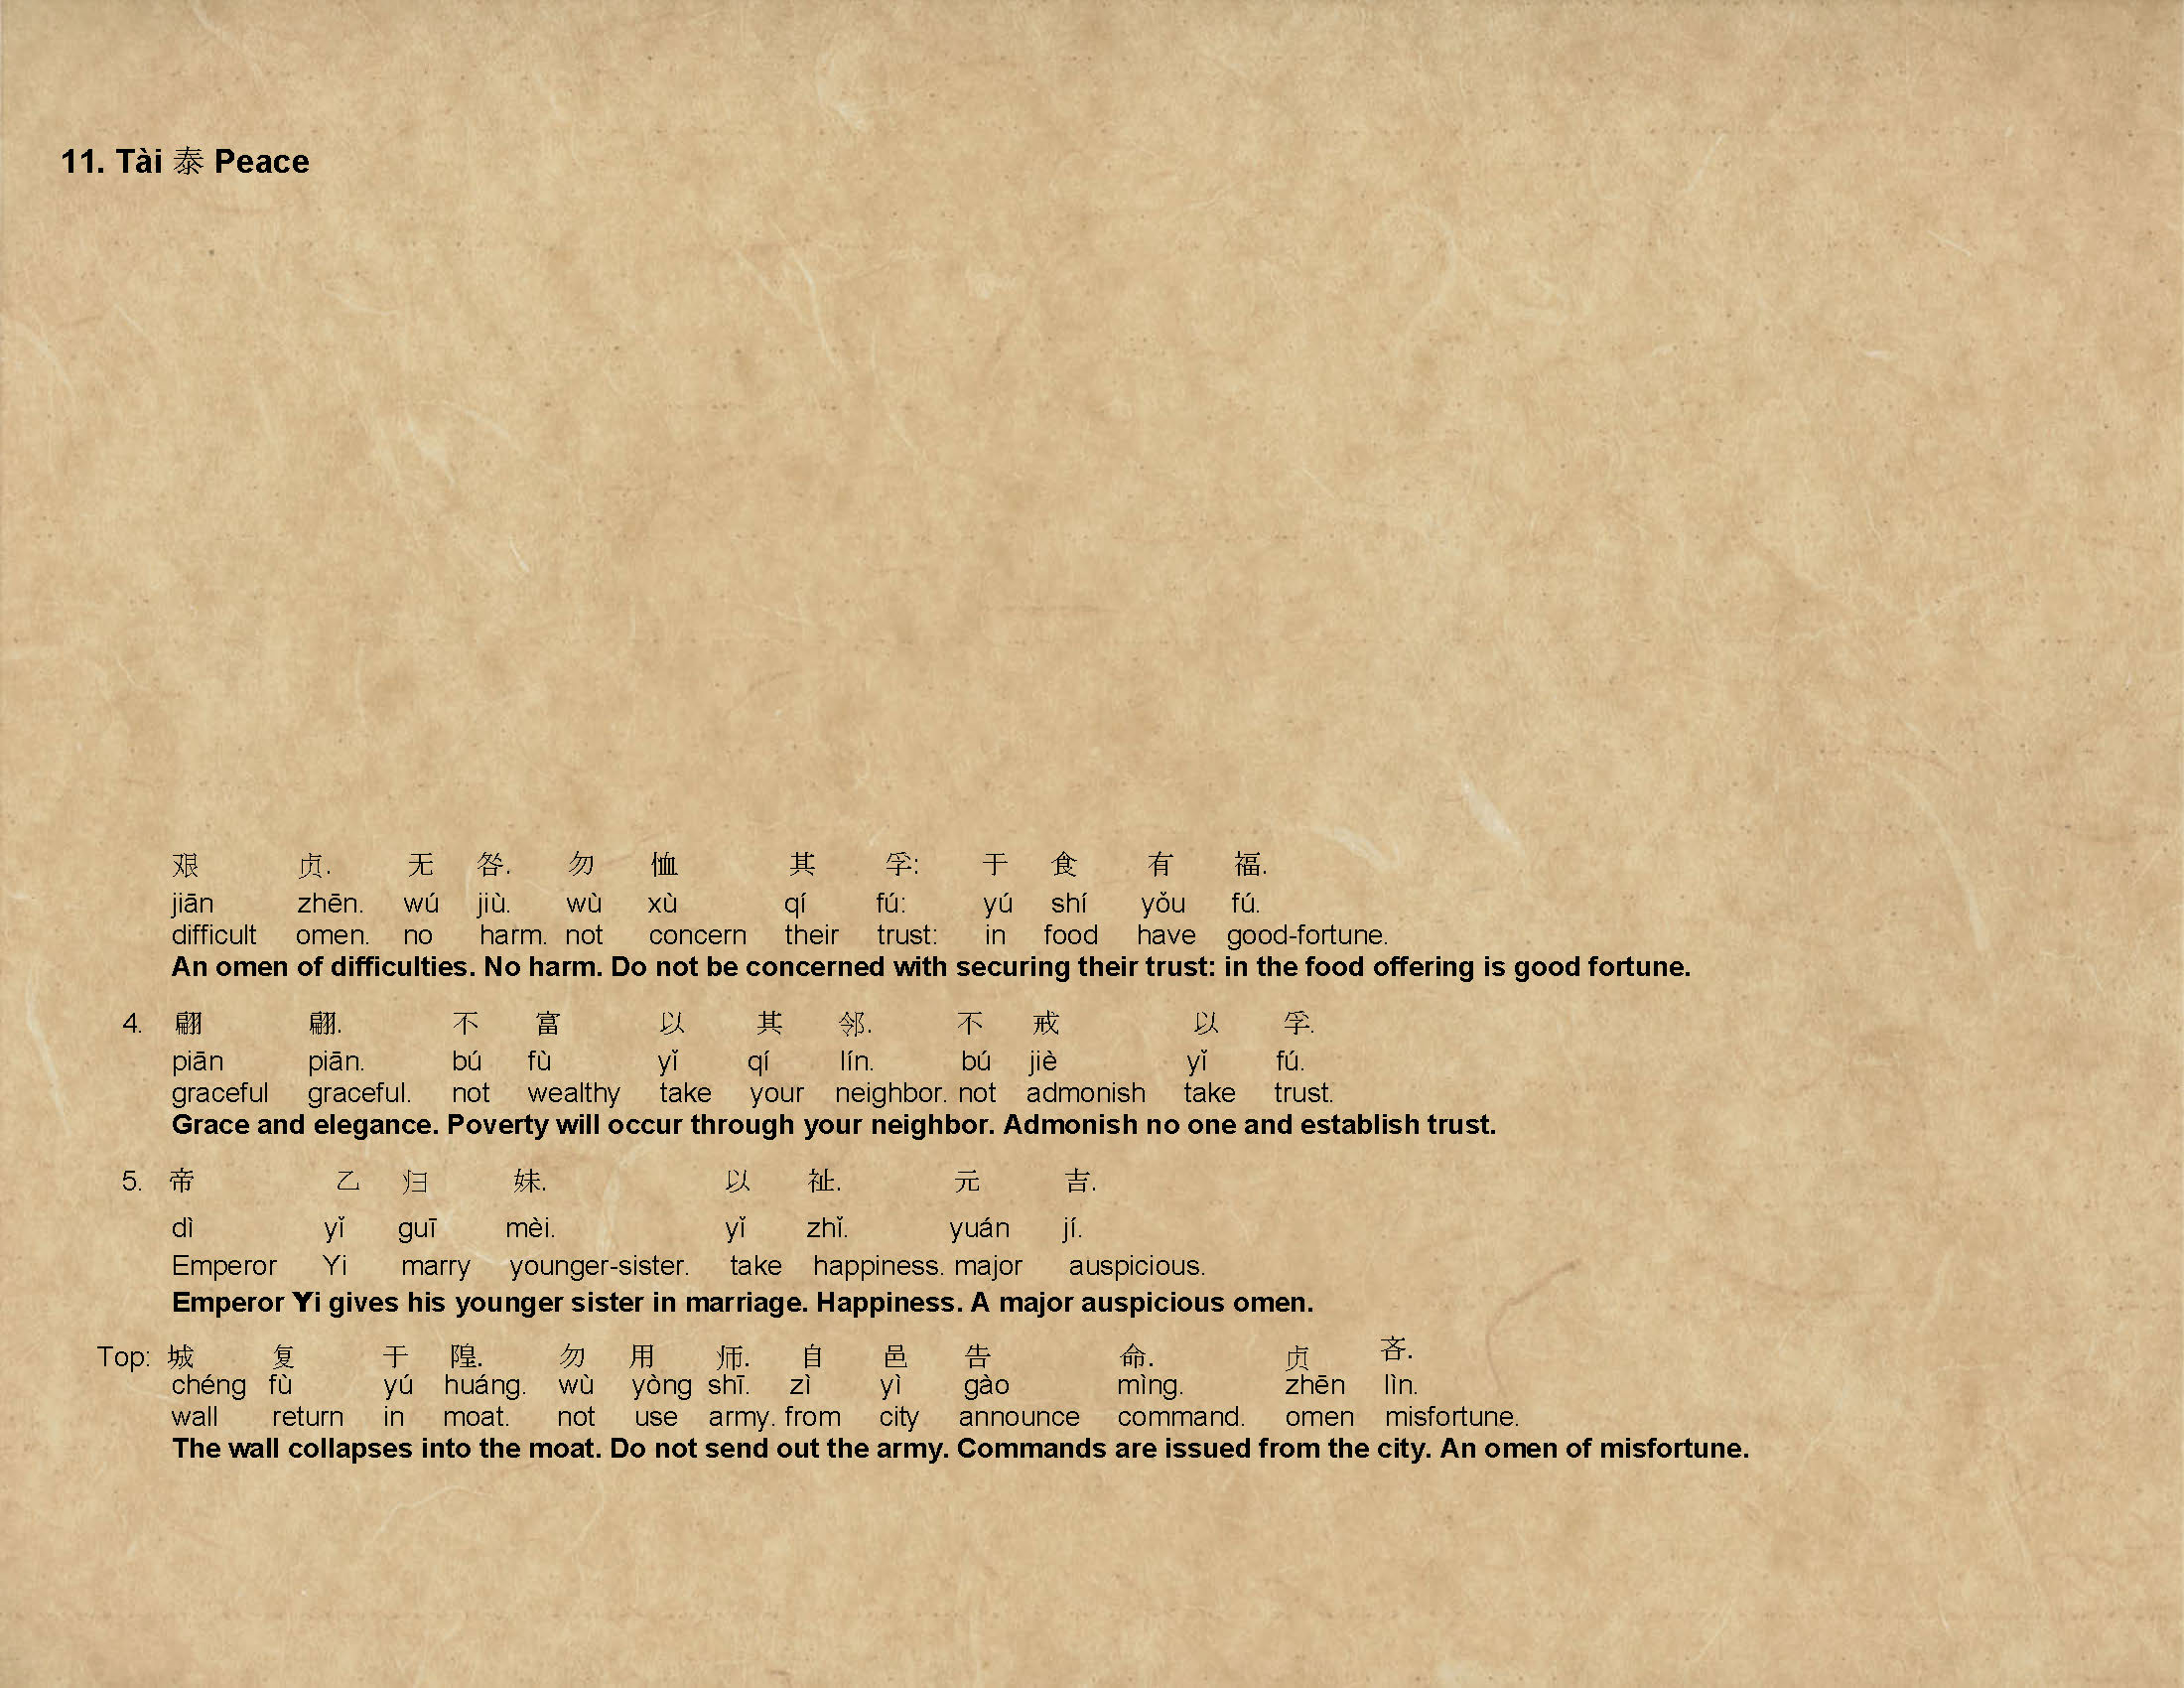 11. Tài 泰 Peace
艰 贞. 无 咎. 勿 恤 其 孚: 于 食 有 福.
jiān zhēn. wú jiù. wù xù qí fú: yú shí yǒu fú.
difficult omen. no harm. not concern their trust: in food have good-fortune.
An omen of difficulties. No harm. Do not be concerned with securing their trust: in the food offering is good fortune.
4. 翩 翩. 不 富 以 其 邻. 不 戒 以 孚.
piān piān. bú fù yǐ qí lín. bú jiè yǐ fú.
graceful graceful. not wealthy take your neighbor. not admonish take trust.
Grace and elegance. Poverty will occur through your neighbor. Admonish no one and establish trust.
5. 帝 乙 归 妹. 以 祉. 元 吉.
dì yǐ guī mèi. yǐ zhǐ. yuán jí.
Emperor Yi marry younger-sister. take happiness. major auspicious.
Emperor Yi gives his younger sister in marriage. Happiness. A major auspicious omen.
Top: 城 复 于 隍. 勿 用 师. 自 邑 告 命. 贞 吝.
chéng fù yú huáng. wù yòng shī. zì yì gào mìng. zhēn lìn.
wall return in moat. not use army. from city announce command. omen misfortune.
The wall collapses into the moat. Do not send out the army. Commands are issued from the city. An omen of misfortune.